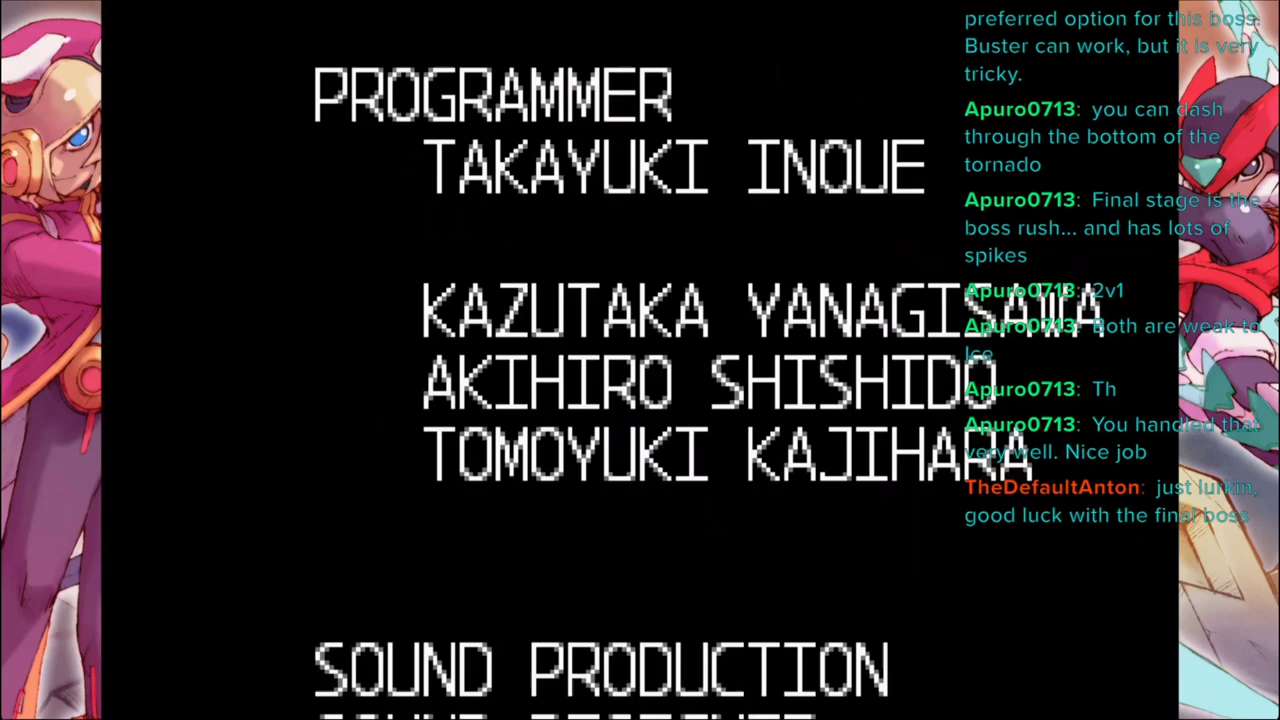 PROGRAMMER
TAKAYUKI INOUE
KAZUTAKA YANAGISAWA
AKIHIRO SHISHIDO
TOMOYUKI KAJIHARA
SOUND PRODUCTION
preferred option for this boss.
Buster can work, but it is very
tricky.
Apuro0713: you can dash
through the bottom of the
tornado
Apuro0713: Final stage is the
boss rush... and has lots of
spikes
Apuro0713: 2v1
Apuro0713: Both are weak to
Ice
Apuro0713: Th
Apuro0713: You handled that
very well. Nice job
TheDefaultAnton: just lurkin,
good luck with the final boss